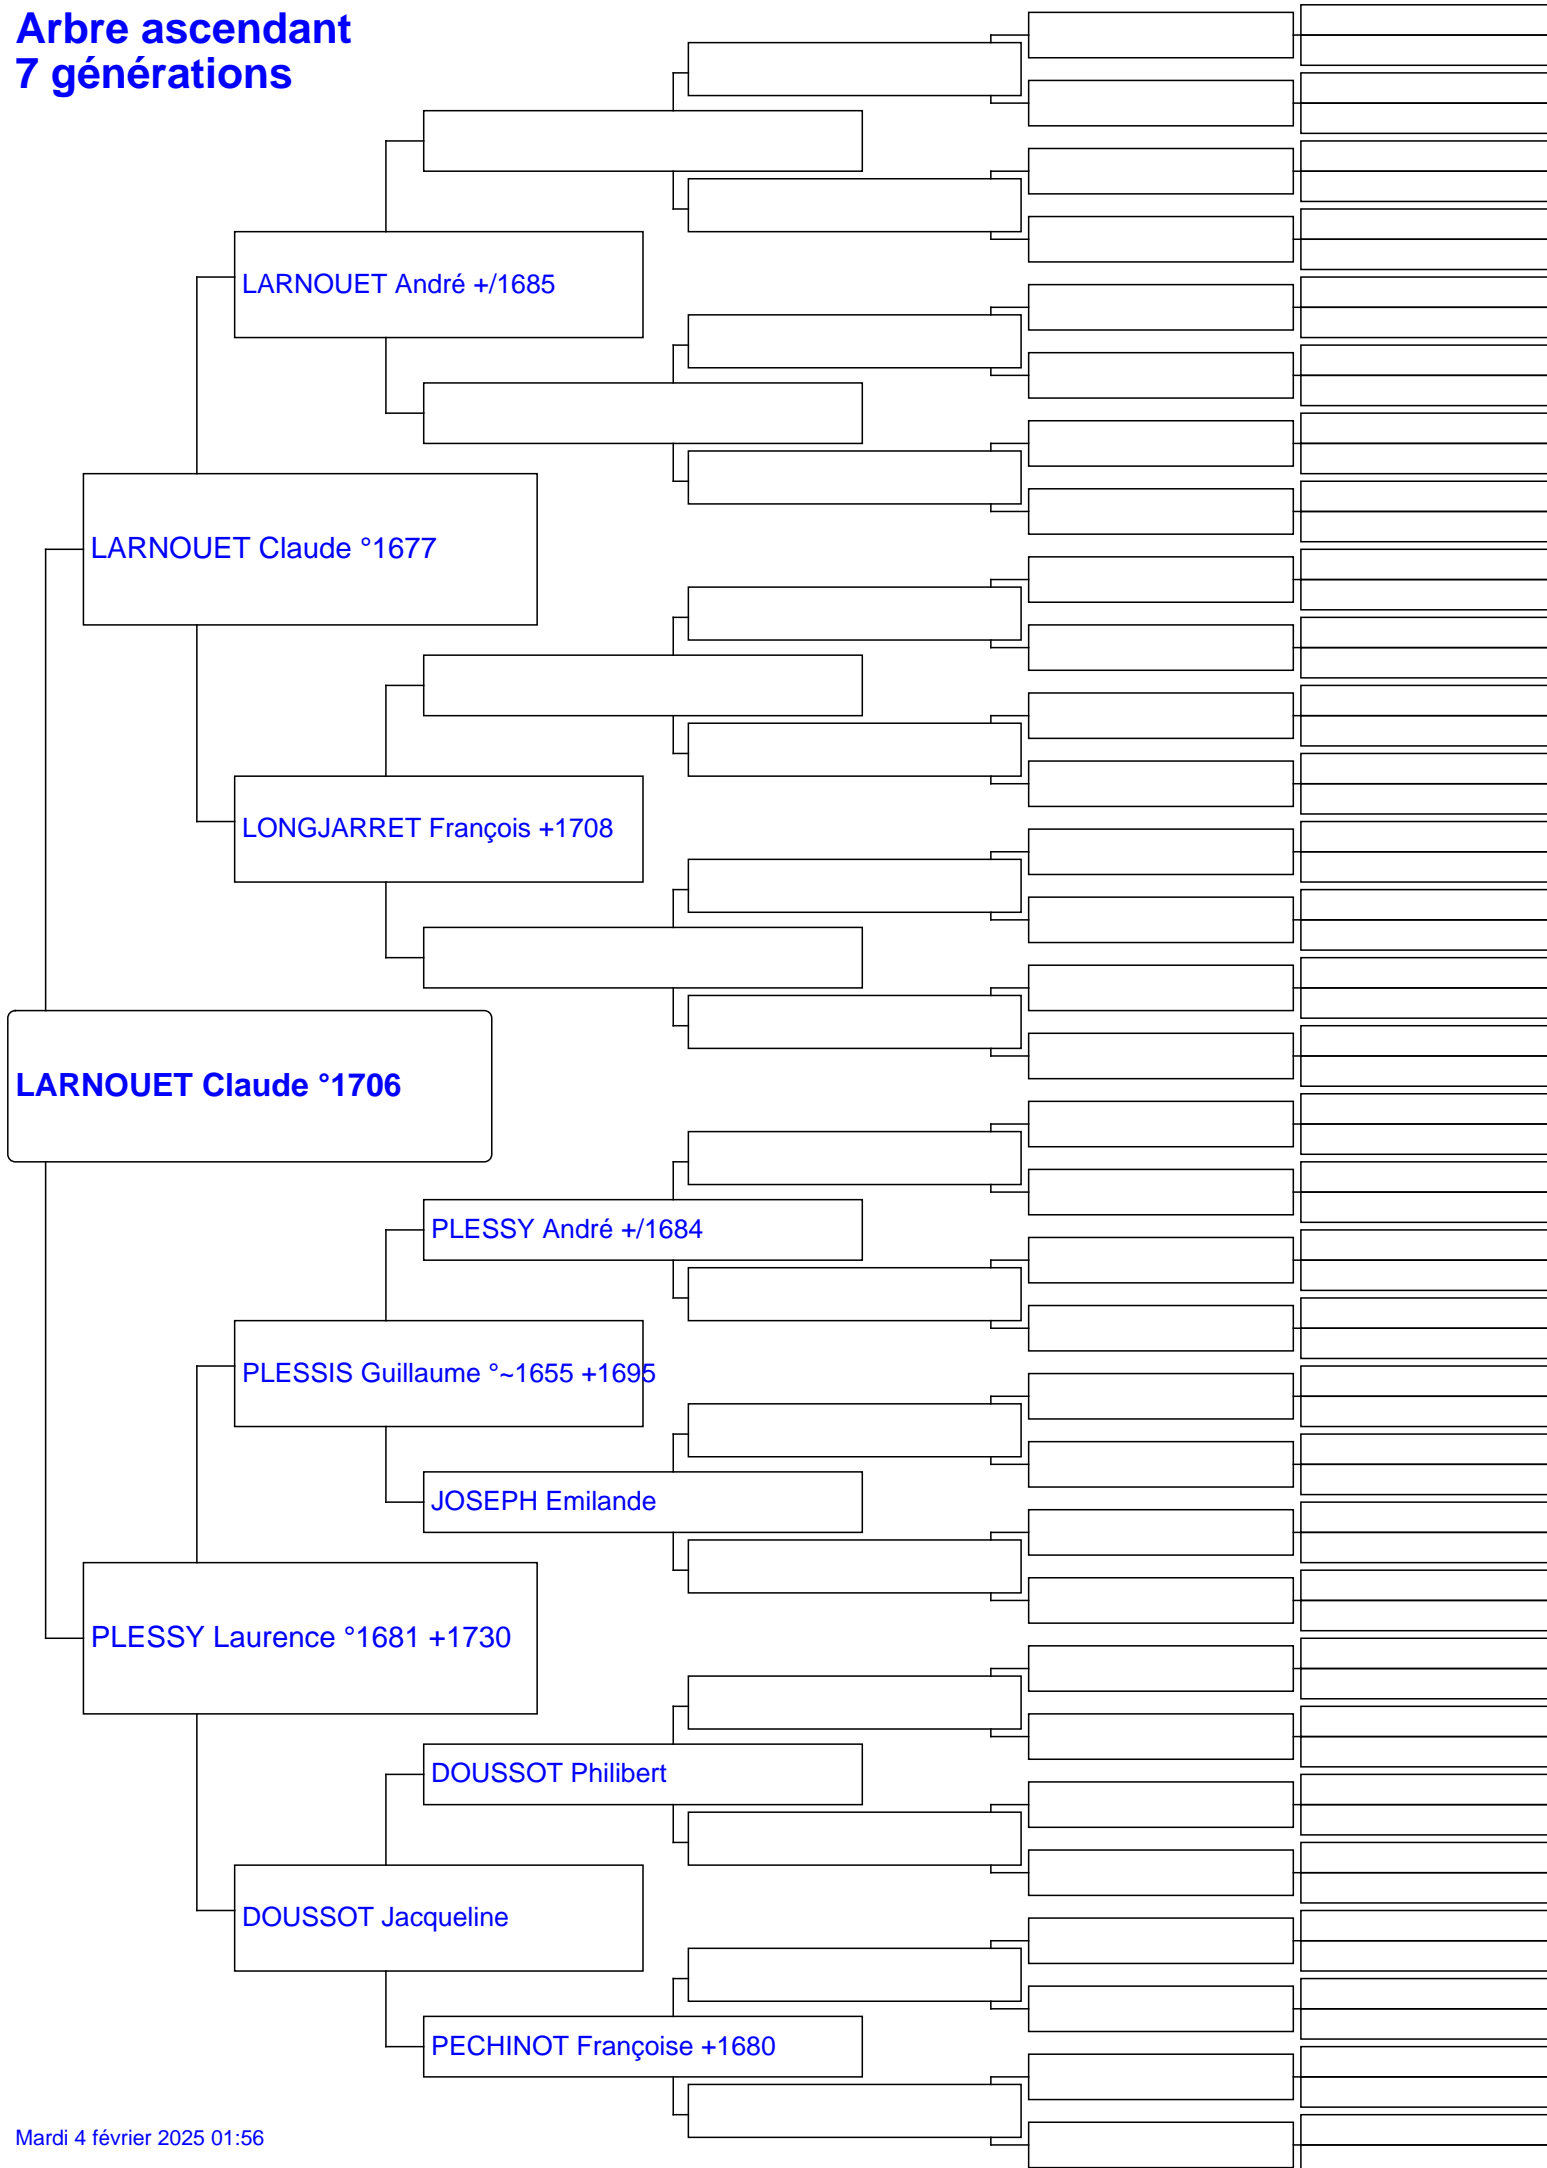 Arbre ascendant
7 générations
LARNOUET André +/1685
LARNOUET Claude °1677
LONGJARRET François +1708
LARNOUET Claude °1706
PLESSY André +/1684
PLESSIS Guillaume °~1655 +1695
JOSEPH Emilande
PLESSY Laurence °1681 +1730
DOUSSOT Philibert
DOUSSOT Jacqueline
PECHINOT Françoise +1680
Mardi 4 février 2025 01:56